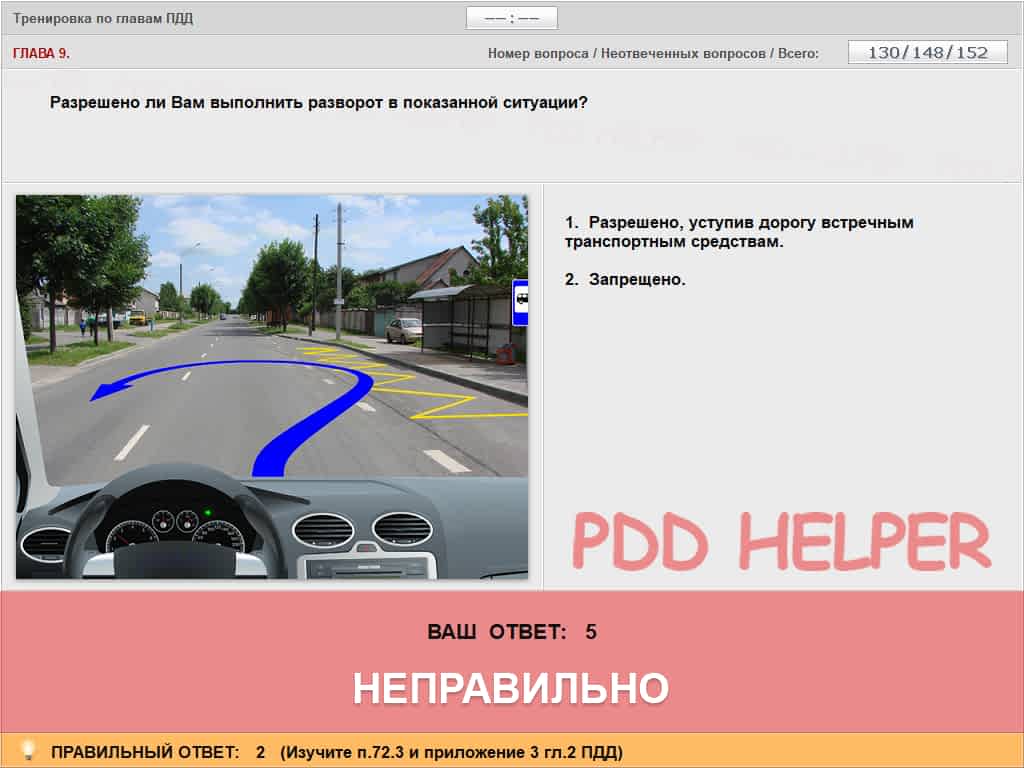 Тренировка по главам ПДД
–– : ––
ГЛАВА 9.
Номер вопроса / Неотвеченных вопросов / Всего:
130/148/152
Разрешено ли Вам выполнить разворот в показанной ситуации?
1. Разрешено, уступив дорогу встречным
транспортным средствам.
2. Запрещено.
PDD HELPER
ВАШ ОТВЕТ: 5
НЕПРАВИЛЬНО
ПРАВИЛЬНЫЙ ОТВЕТ: 2 (Изучите п.72.3 и приложение 3 гл.2 ПДД)